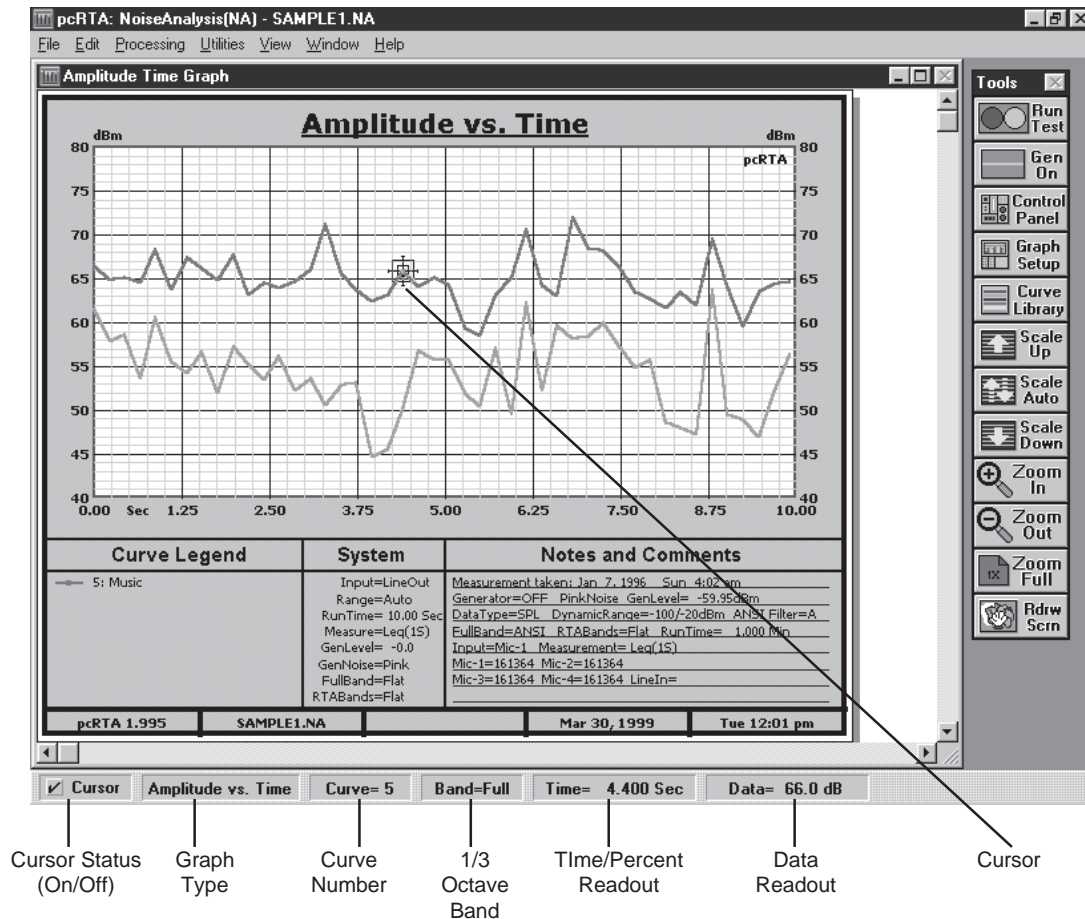 pcRTA: NoiseAnalysis(NA) - SAMPLE1.NA
File Edit Processing Utilities View Window Help
Amplitude Time Graph
Tools
Run Test
Gen On
Control Panel
Graph Setup
Curve Library
Scale Up
Scale Auto
Scale Down
Zoom In
Zoom Out
1X Zoom Full
Rdrw Scrn
Amplitude vs. Time
dBm dBm
pcRTA
80 80
75 75
70 70
65 65
60 60
55 55
50 50
45 45
40 40
0.00 Sec 1.25 2.50 3.75 5.00 6.25 7.50 8.75 10.00
Curve Legend
5: Music
System
Input=LineOut
Range=Auto
RunTime= 10.00 Sec
Measure=Leq(1S)
GenLevel= -0.0
GenNoise=Pink
FullBand=Flat
RTABands=Flat
Notes and Comments
Measurement taken: Jan 7, 1996 Sun 4:02 am
Generator=OFF PinkNoise GenLevel= -59.95dBm
DataType=SPL DynamicRange=-100/-20dBm ANSI Filter=A
FullBand=ANSI RTABands=Flat RunTime= 1.000 Min
Input=Mic-1 Measurement= Leq(1S)
Mic-1=161364 Mic-2=161364
Mic-3=161364 Mic-4=161364 LineIn=
pcRTA 1.995 SAMPLE1.NA Mar 30, 1999 Tue 12:01 pm
Cursor Amplitude vs. Time Curve= 5 Band=Full Time= 4.400 Sec Data= 66.0 dB
Cursor Status (On/Off)
Graph Type
Curve Number
1/3 Octave Band
TIme/Percent Readout
Data Readout
Cursor